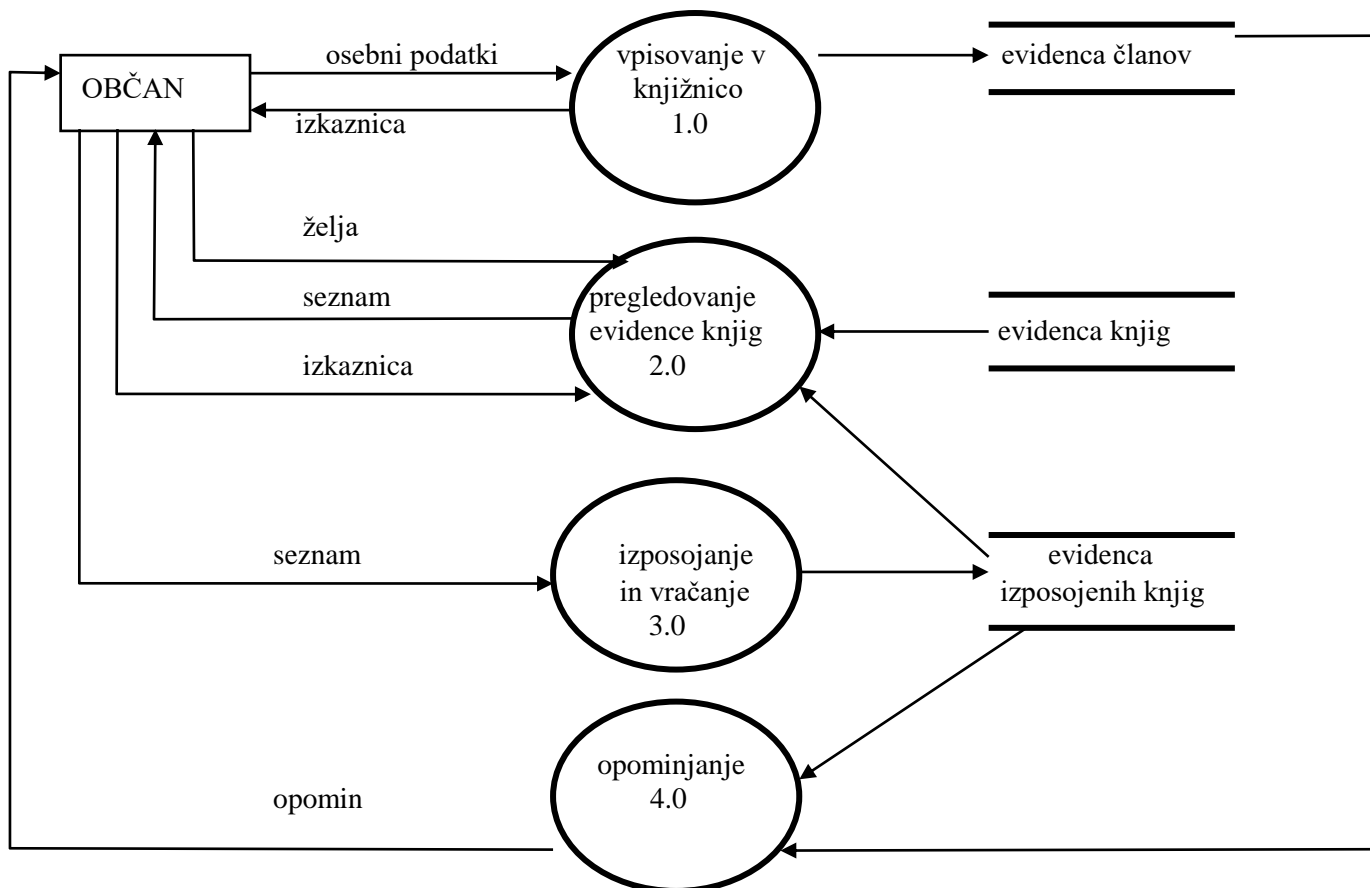 osebni podatki
OBČAN
izkaznica
vpisovanje v
knjižnico
1.0
evidenca članov
želja
seznam
izkaznica
pregledovanje
evidence knjig
2.0
evidenca knjig
seznam
izposojanje
in vračanje
3.0
evidenca
izposojenih knjig
opomin
opominjanje
4.0